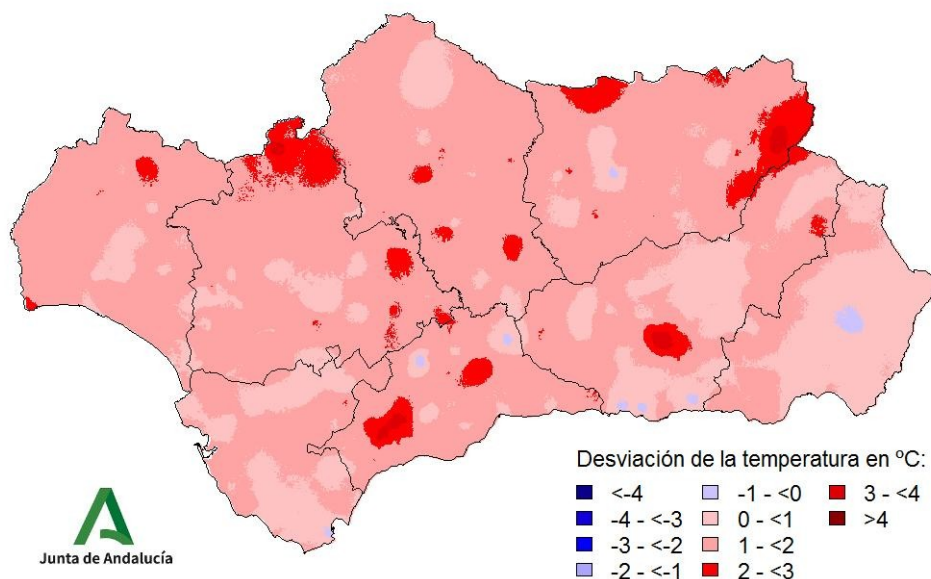 Desviación de la temperatura en ºC:
<-4
-4 - <-3
-3 - <-2
-2 - <-1
-1 - <0
0 - <1
1 - <2
2 - <3
3 - <4
>4
Junta de Andalucía